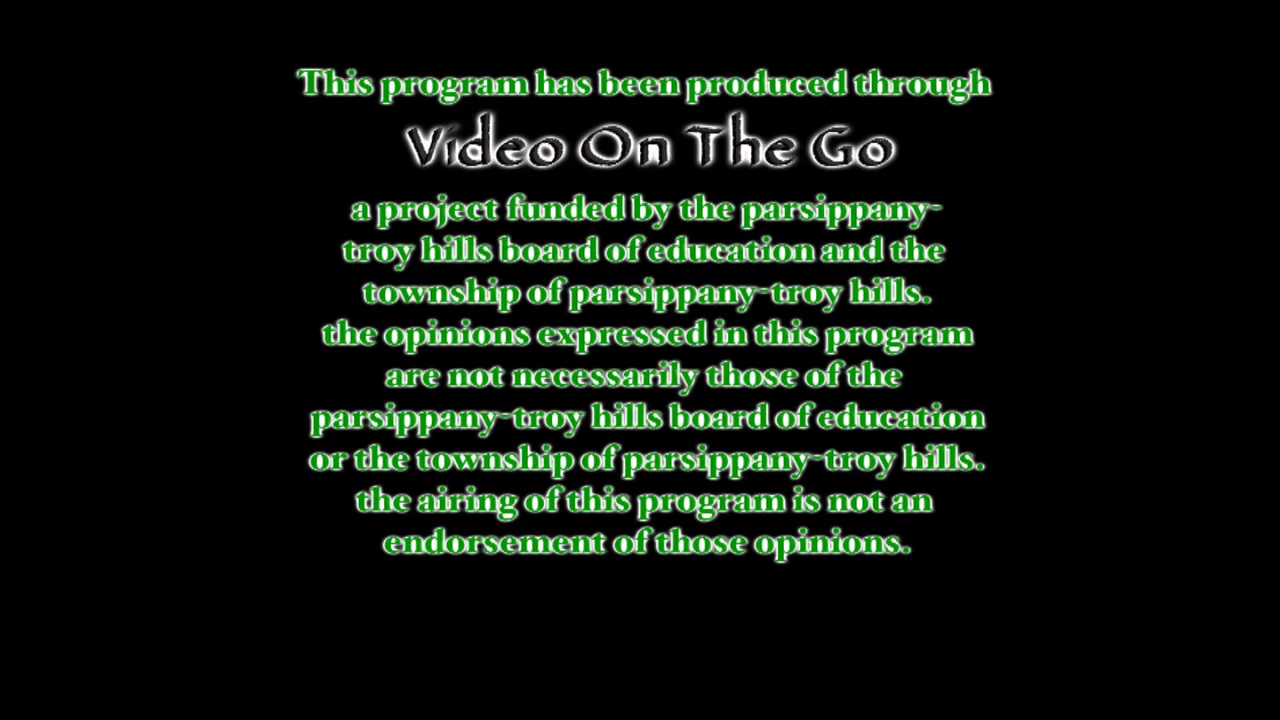 This program has been produced through
Video On The Go
a project funded by the parsippany-
troy hills board of education and the
township of parsippany-troy hills.
the opinions expressed in this program
are not necessarily those of the
parsippany-troy hills board of education
or the township of parsippany-troy hills.
the airing of this program is not an
endorsement of those opinions.